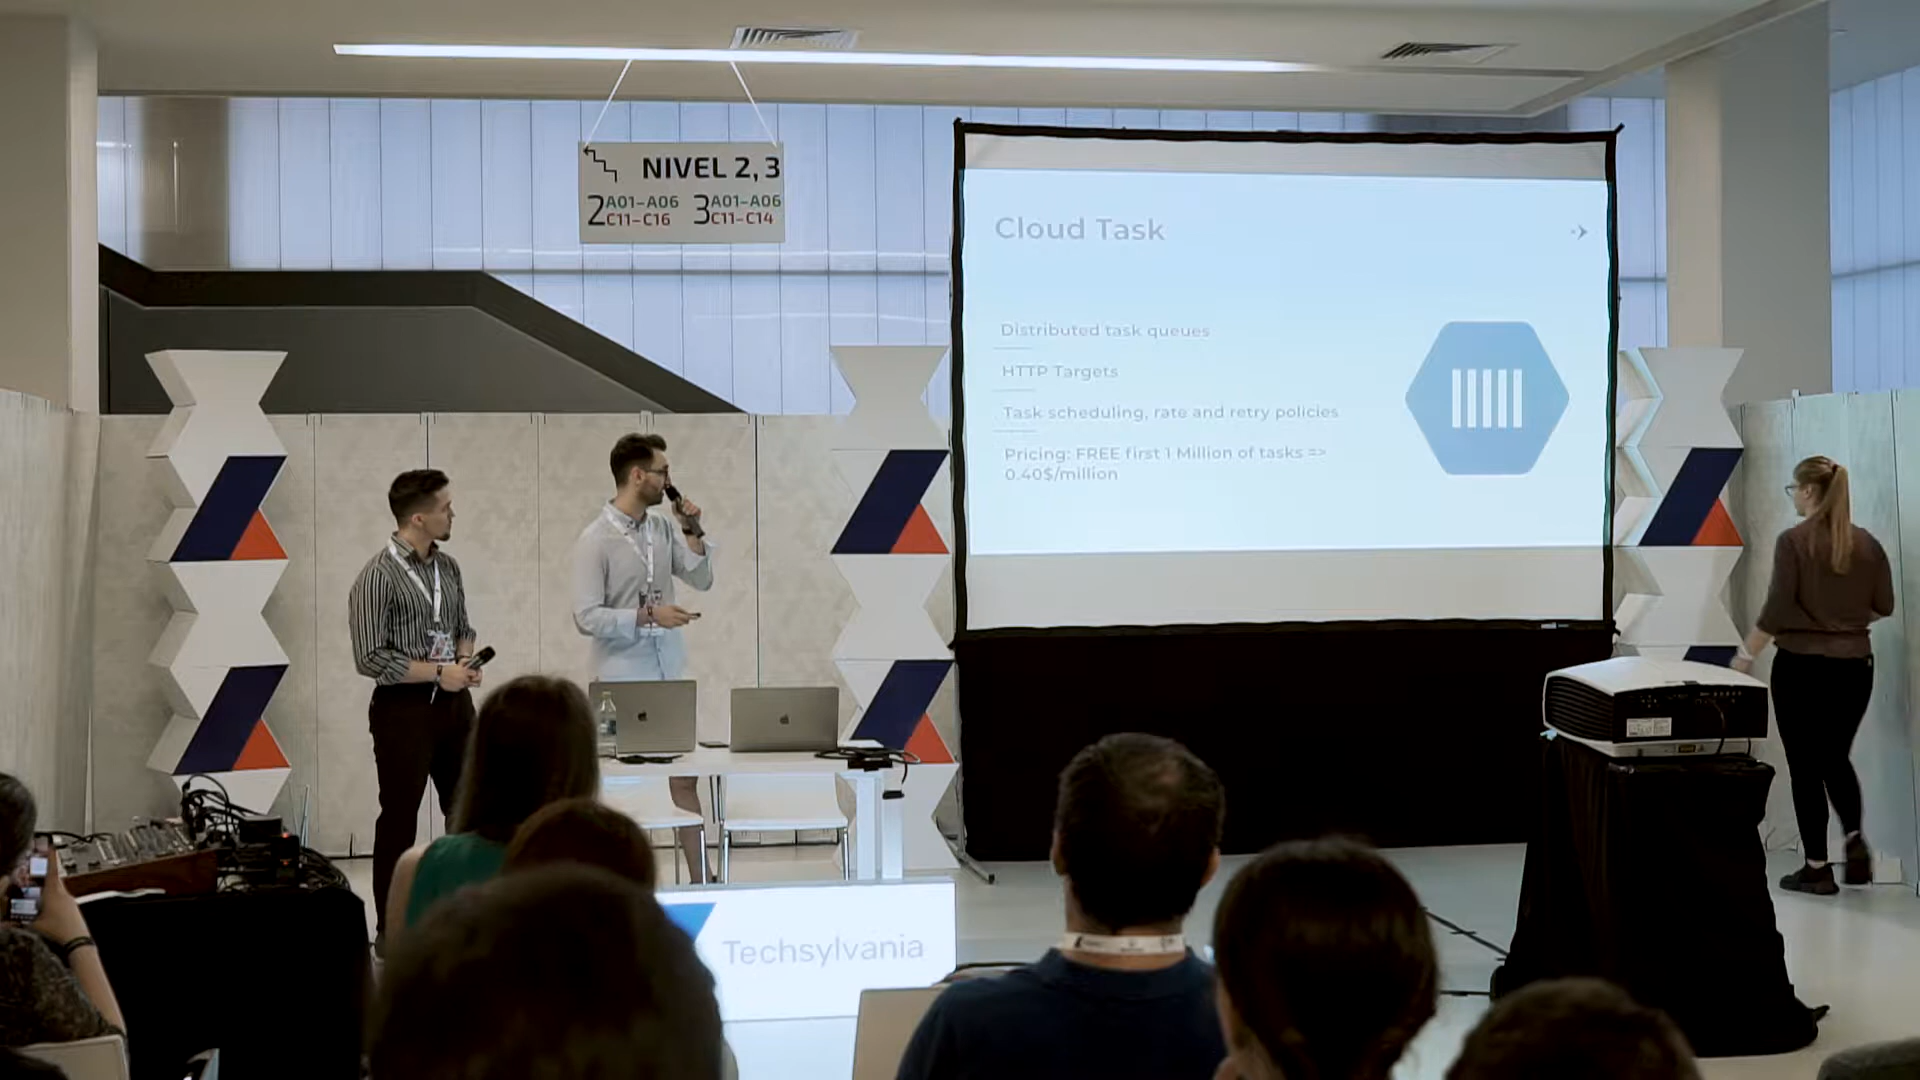 NIVEL 2, 3
2 A01-A06 C11-C16
3 A01-A06 C11-C14
Cloud Task
Distributed task queues
HTTP Targets
Task scheduling, rate and retry policies
Pricing: FREE first 1 Million of tasks =>
0.40$/million
Techsylvania